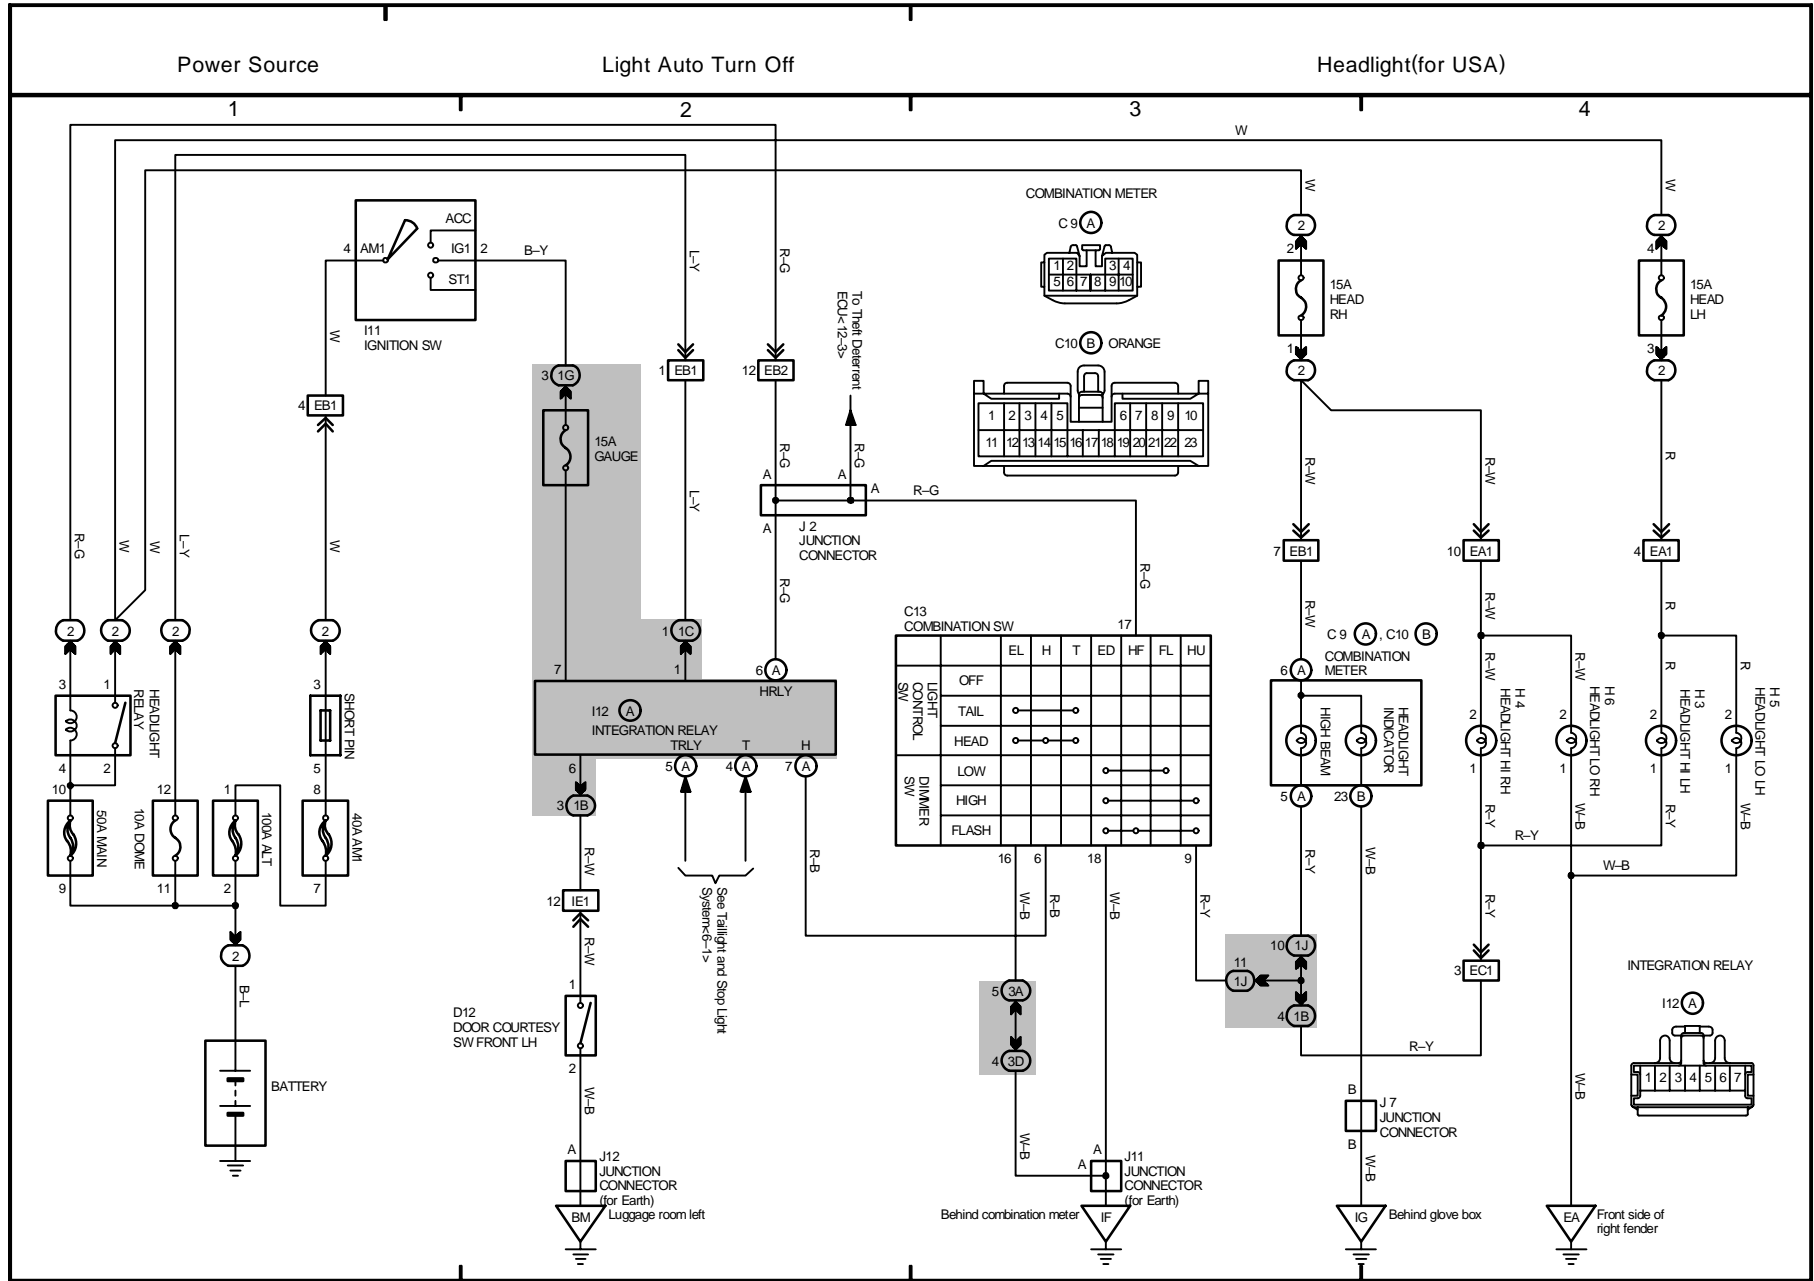 Power Source
Light Auto Turn Off
Headlight(for USA)
1
2
3
4
W
ACC
4
AM1
IG1
2
ST1
B–Y
I11
IGNITION SW
W
4
EB1
W
R–G
W
W
L–Y
2
2
2
2
3
1
HEADLIGHT
RELAY
4
2
3
SHORT PIN
5
10
50A MAIN
9
12
10A DOME
11
1
100A ALT
2
8
40A AM1
7
2
B–L
BATTERY
3
1G
15A
GAUGE
L–Y
1
EB1
L–Y
1
1C
R–G
12
EB2
R–G
To Theft Deterrent
ECU<12–3>
R–G
A
A
A
R–G
A
J 2
JUNCTION
CONNECTOR
R–G
7
1
6
A
HRLY
I12
A
INTEGRATION RELAY
TRLY
T
H
6
5
A
4
A
7
A
3
1B
R–W
12
IE1
R–W
1
D12
DOOR COURTESY
SW FRONT LH
2
W–B
A
J12
JUNCTION
CONNECTOR
(for Earth)
BM
Luggage room left
See Taillight and Stop Light
System<6–1>
R–B
COMBINATION METER
C 9
A
1 2 3 4
5 6 7 8 9 10
C10
B
ORANGE
1 2 3 4 5 6 7 8 9 10
11 12 13 14 15 16 17 18 19 20 21 22 23
R–G
C13
COMBINATION SW
17
EL H T ED HF FL HU
LIGHT
CONTROL
SW
OFF
TAIL
HEAD
DIMMER
SW
LOW
HIGH
FLASH
16
6
18
9
W–B
R–B
W–B
R–Y
5
3A
4
3D
W–B
A
A
J11
JUNCTION
CONNECTOR
(for Earth)
Behind combination meter
IF
W
2
2
15A
HEAD
RH
1
2
R–W
R–W
7
EB1
10
EA1
R–W
R–W
C 9
A
, C10
B
COMBINATION
METER
6
A
HIGH BEAM
HEADLIGHT
INDICATOR
5
A
23
B
R–Y
W–B
10
1J
11
1J
4
1B
R–Y
B
J 7
JUNCTION
CONNECTOR
B
W–B
IG
Behind glove box
W
2
4
15A
HEAD
LH
3
2
R
4
EA1
R
R–W
R–W
R
R
2
H 4
HEADLIGHT HI RH
1
2
H 6
HEADLIGHT LO RH
1
2
H 3
HEADLIGHT HI LH
1
2
H 5
HEADLIGHT LO LH
1
R–Y
W–B
R–Y
W–B
R–Y
W–B
R–Y
3
EC1
W–B
EA
Front side of
right fender
INTEGRATION RELAY
I12
A
1 2 3 4 5 6 7